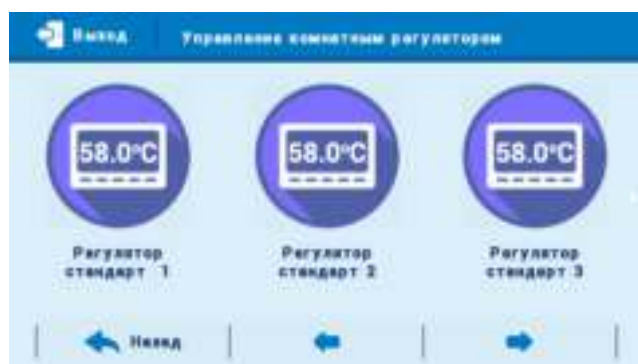 Выход
Управление комнатным регулятором
58.0°C
58.0°C
58.0°C
Регулятор
стандарт 1
Регулятор
стандарт 2
Регулятор
стандарт 3
Назад